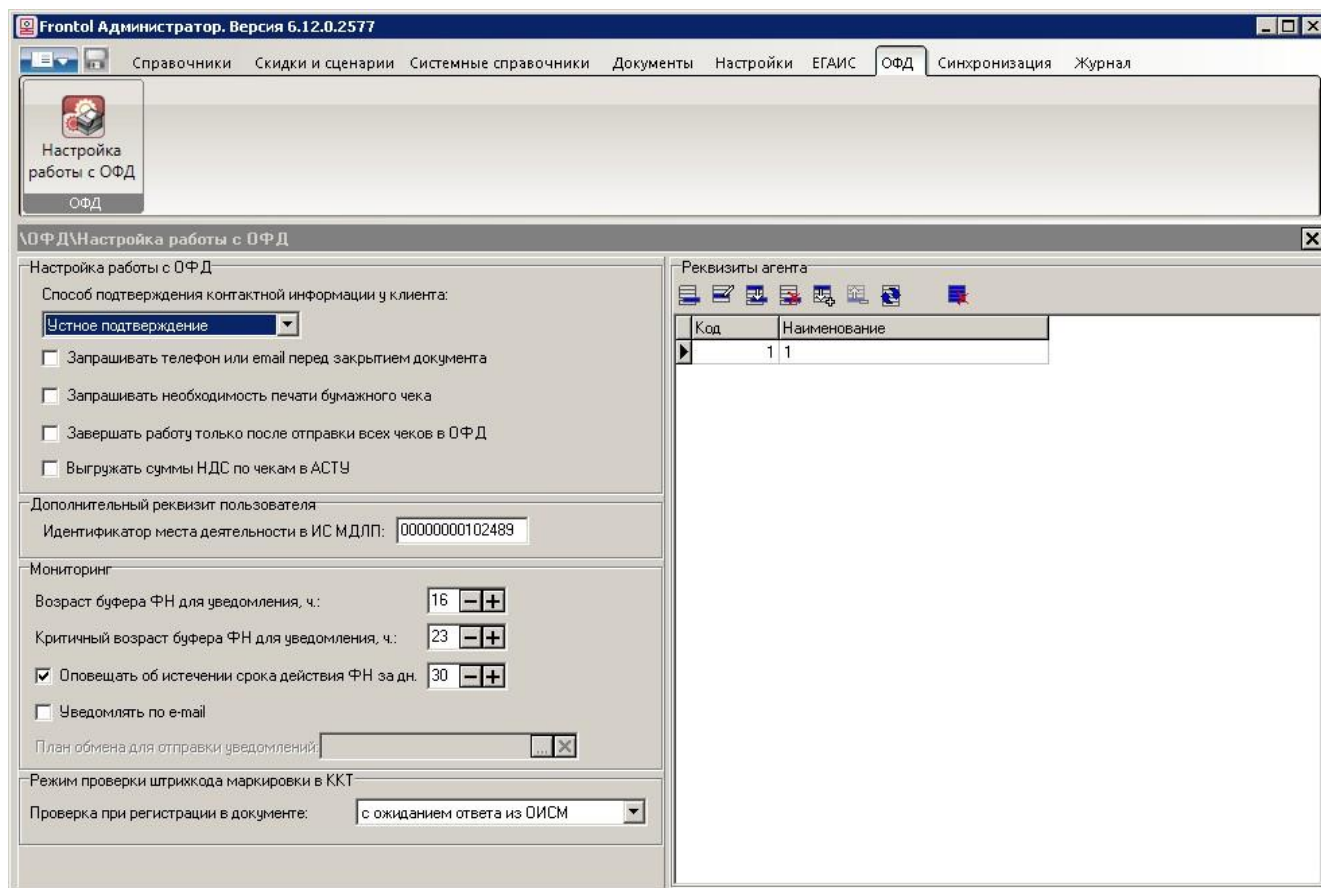 Frontol Администратор. Версия 6.12.0.2577
Справочники Скидки и сценарии Системные справочники Документы Настройки ЕГАИС ОФД Синхронизация Журнал
Настройка
работы с ОФД
ОФД
\ОФД\Настройка работы с ОФД
Настройка работы с ОФД
Способ подтверждения контактной информации у клиента:
Устное подтверждение
Запрашивать телефон или email перед закрытием документа
Запрашивать необходимость печати бумажного чека
Завершать работу только после отправки всех чеков в ОФД
Выгружать суммы НДС по чекам в АСТУ
Дополнительный реквизит пользователя
Идентификатор места деятельности в ИС МДЛП: 00000000102489
Мониторинг
Возраст буфера ФН для уведомления, ч.: 16
Критичный возраст буфера ФН для уведомления, ч.: 23
Оповещать об истечении срока действия ФН за дн. 30
Уведомлять по e-mail
План обмена для отправки уведомлений: ...
Режим проверки штрихкода маркировки в ККТ
Проверка при регистрации в документе: с ожиданием ответа из ОИСМ
Реквизиты агента
Код Наименование
1 1